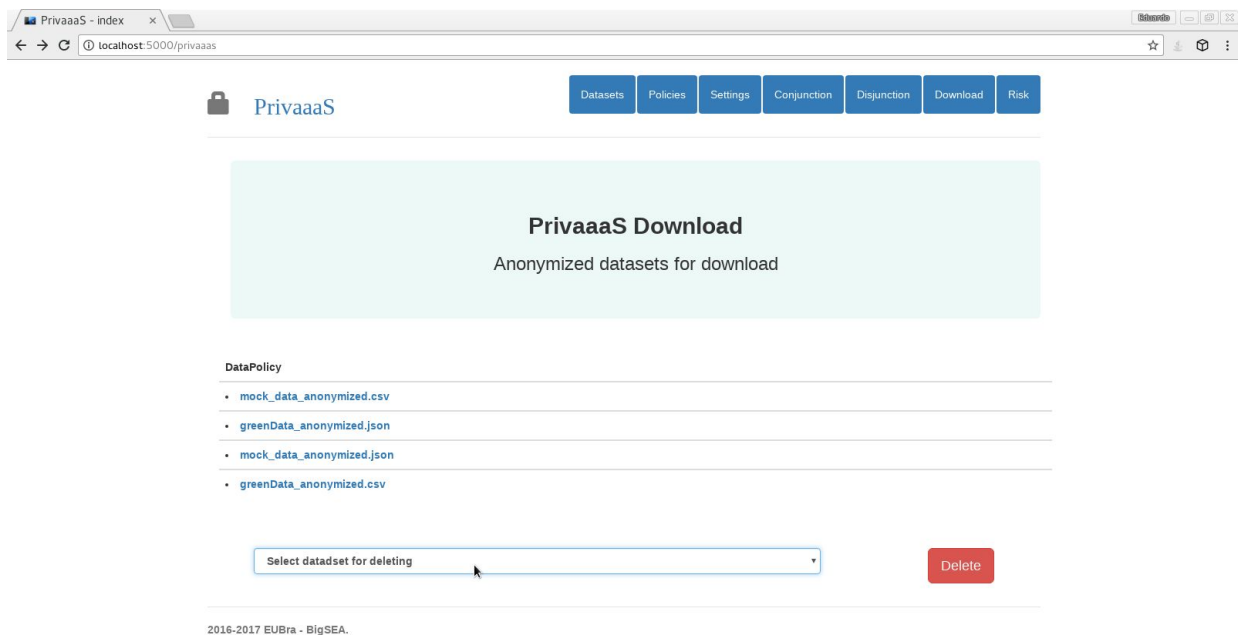 PrivaaaS - index
Eduardo
localhost:5000/privaaas
PrivaaaS
Datasets
Policies
Settings
Conjunction
Disjunction
Download
Risk
PrivaaaS Download
Anonymized datasets for download
DataPolicy
mock_data_anonymized.csv
greenData_anonymized.json
mock_data_anonymized.json
greenData_anonymized.csv
Select datadset for deleting
Delete
2016-2017 EUBra - BigSEA.